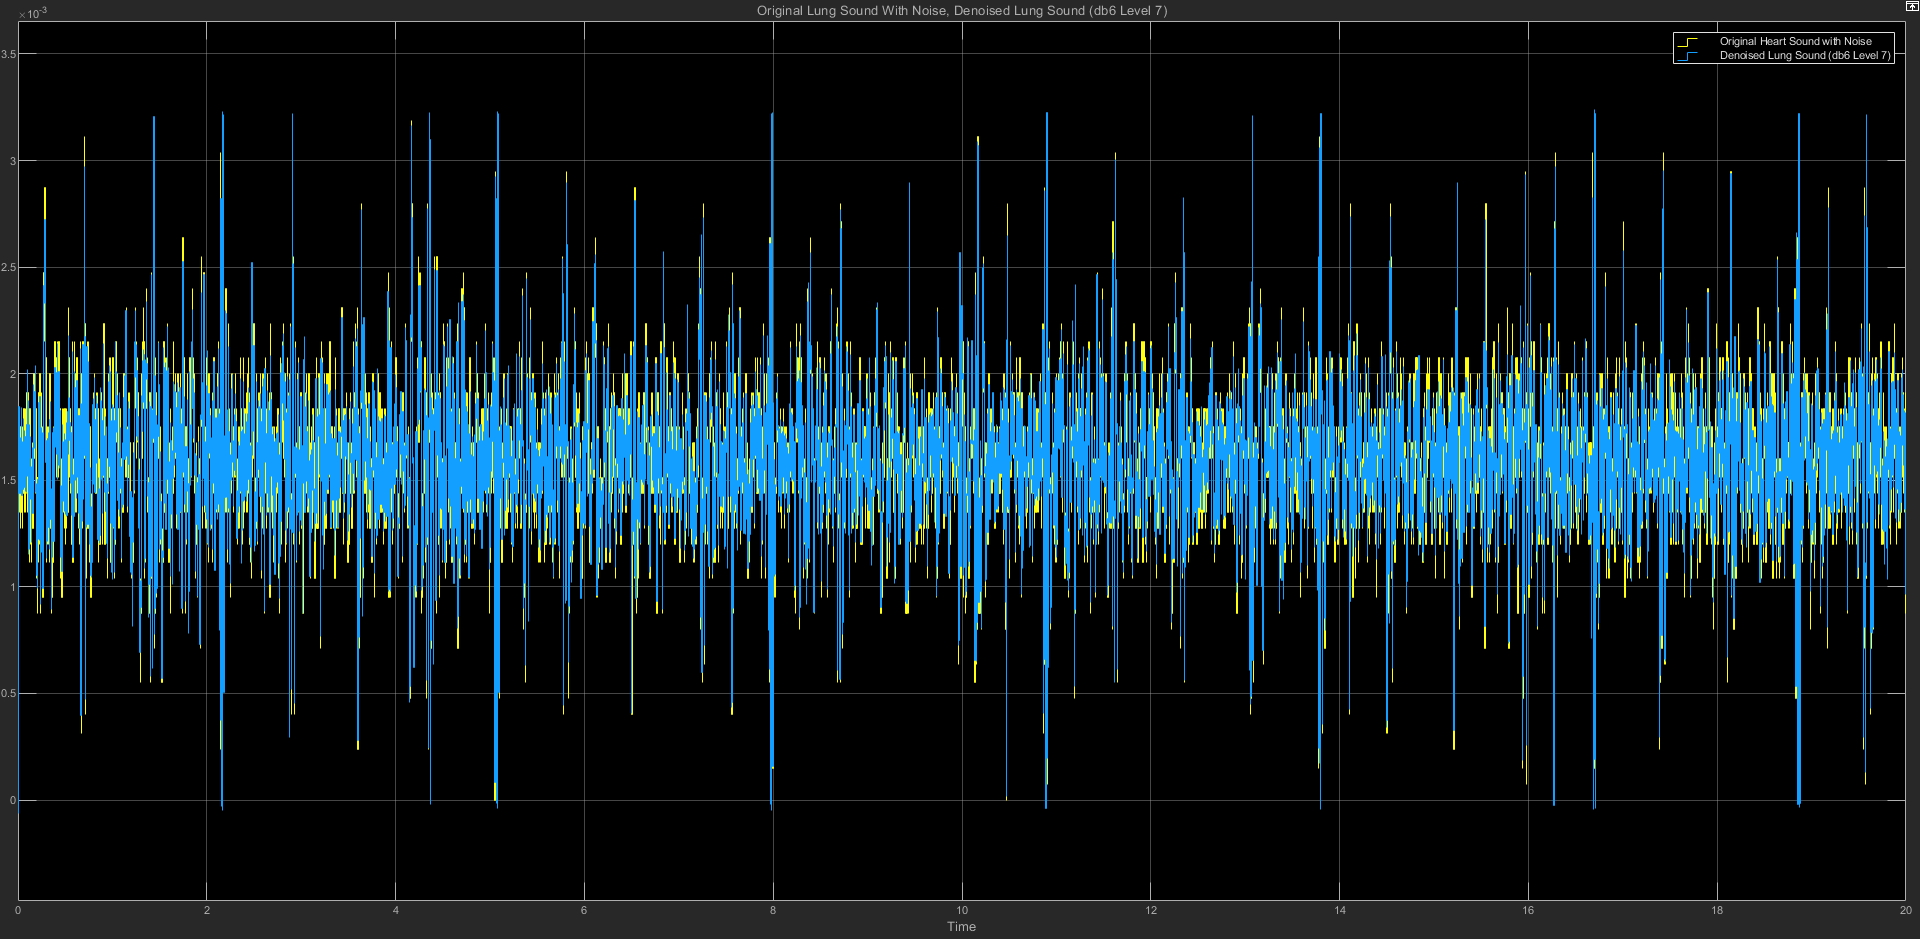 Original Lung Sound With Noise, Denoised Lung Sound (db6 Level 7)
×10⁻³
Original Heart Sound with Noise
Denoised Lung Sound (db6 Level 7)
3.5
3
2.5
2
1.5
1
0.5
0
0 2 4 6 8 10 12 14 16 18 20
Time